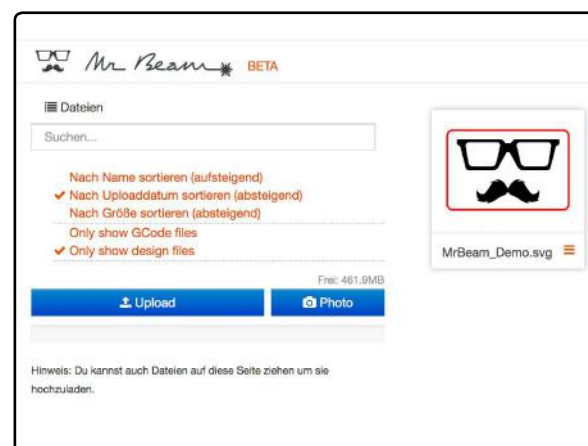 Mr Beam BETA
Dateien
Suchen...
Nach Name sortieren (aufsteigend)
Nach Uploaddatum sortieren (absteigend)
Nach Größe sortieren (absteigend)
Only show GCode files
Only show design files
Frei: 461.9MB
Upload
Photo
Hinweis: Du kannst auch Dateien auf diese Seite ziehen um sie
hochzuladen.
MrBeam_Demo.svg